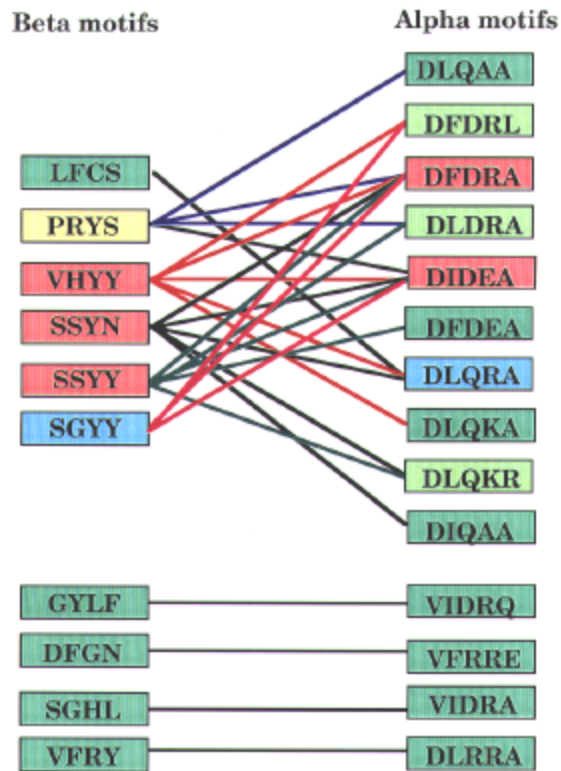 Beta motifs
Alpha motifs
DLQAA
DFDRL
LFCS
DFDRA
PRYS
DLDRA
VHYY
DIDEA
SSYN
DFDEA
SSYY
DLQRA
SGYY
DLQKA
DLQKR
DIQAA
GYLF
VIDRQ
DFGN
VFRRE
SGHL
VIDRA
VFRY
DLRRA